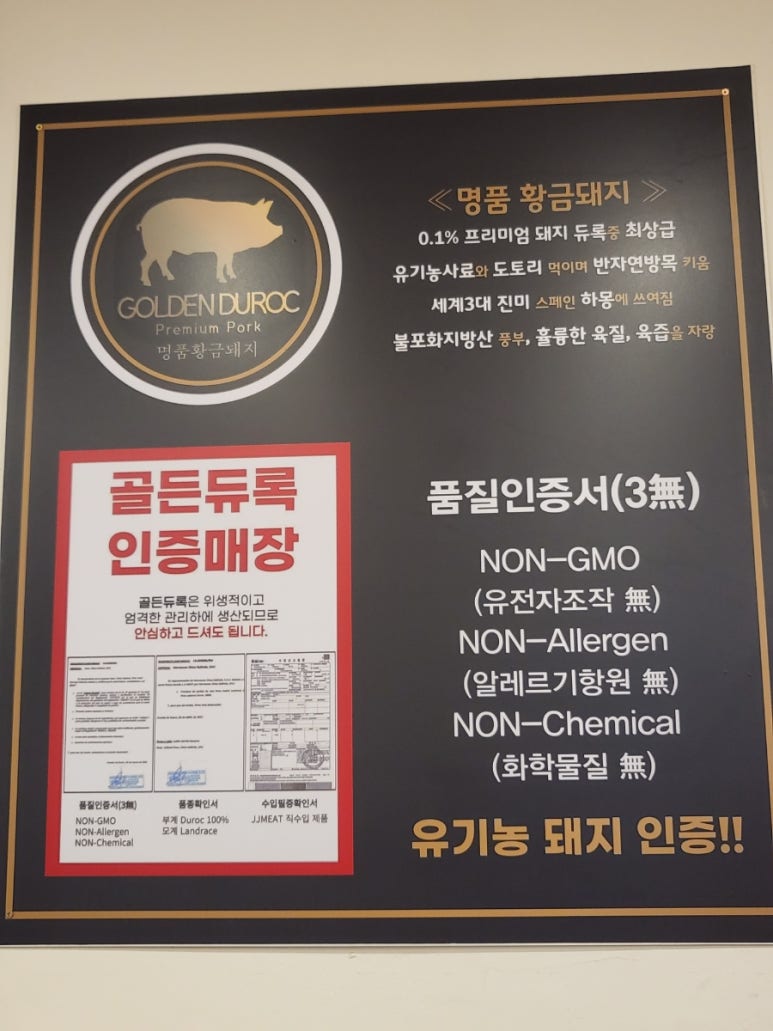 GOLDEN DUROC
Premium Pork
명품황금돼지
≪명품 황금돼지 ≫
0.1% 프리미엄 돼지 듀록중 최상급
유기농사료와 도토리 먹이며 반자연방목 키움
세계3대 진미 스페인 하몽에 쓰여짐
불포화지방산 풍부, 휼륭한 육질, 육즙을 자랑
골든듀록
인증매장
골든듀록은 위생적이고
엄격한 관리하에 생산되므로
안심하고 드셔도 됩니다.
품질인증서(3無)
NON-GMO
NON-Allergen
NON-Chemical
품종확인서
부계 Duroc 100%
모계 Landrace
수입필증확인서
JJMEAT 직수입 제품
품질인증서(3無)
NON-GMO
(유전자조작 無)
NON-Allergen
(알레르기항원 無)
NON-Chemical
(화학물질 無)
유기농 돼지 인증!!